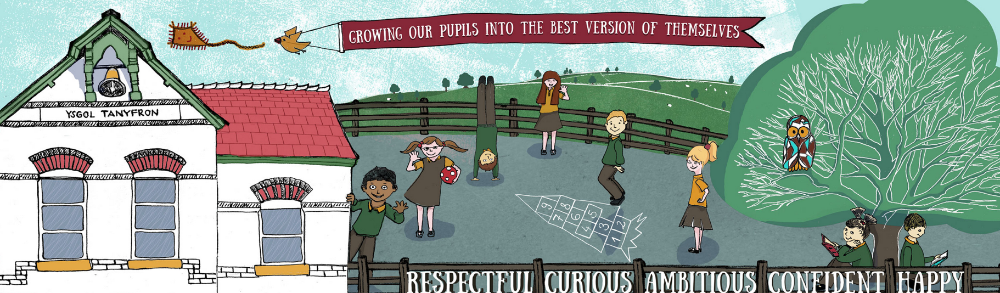 GROWING OUR PUPILS INTO THE BEST VERSION OF THEMSELVES
YSGOL TANYFRON
9
7 8
6
4 5
3
1 2
RESPECTFUL CURIOUS AMBITIOUS CONFIDENT HAPPY